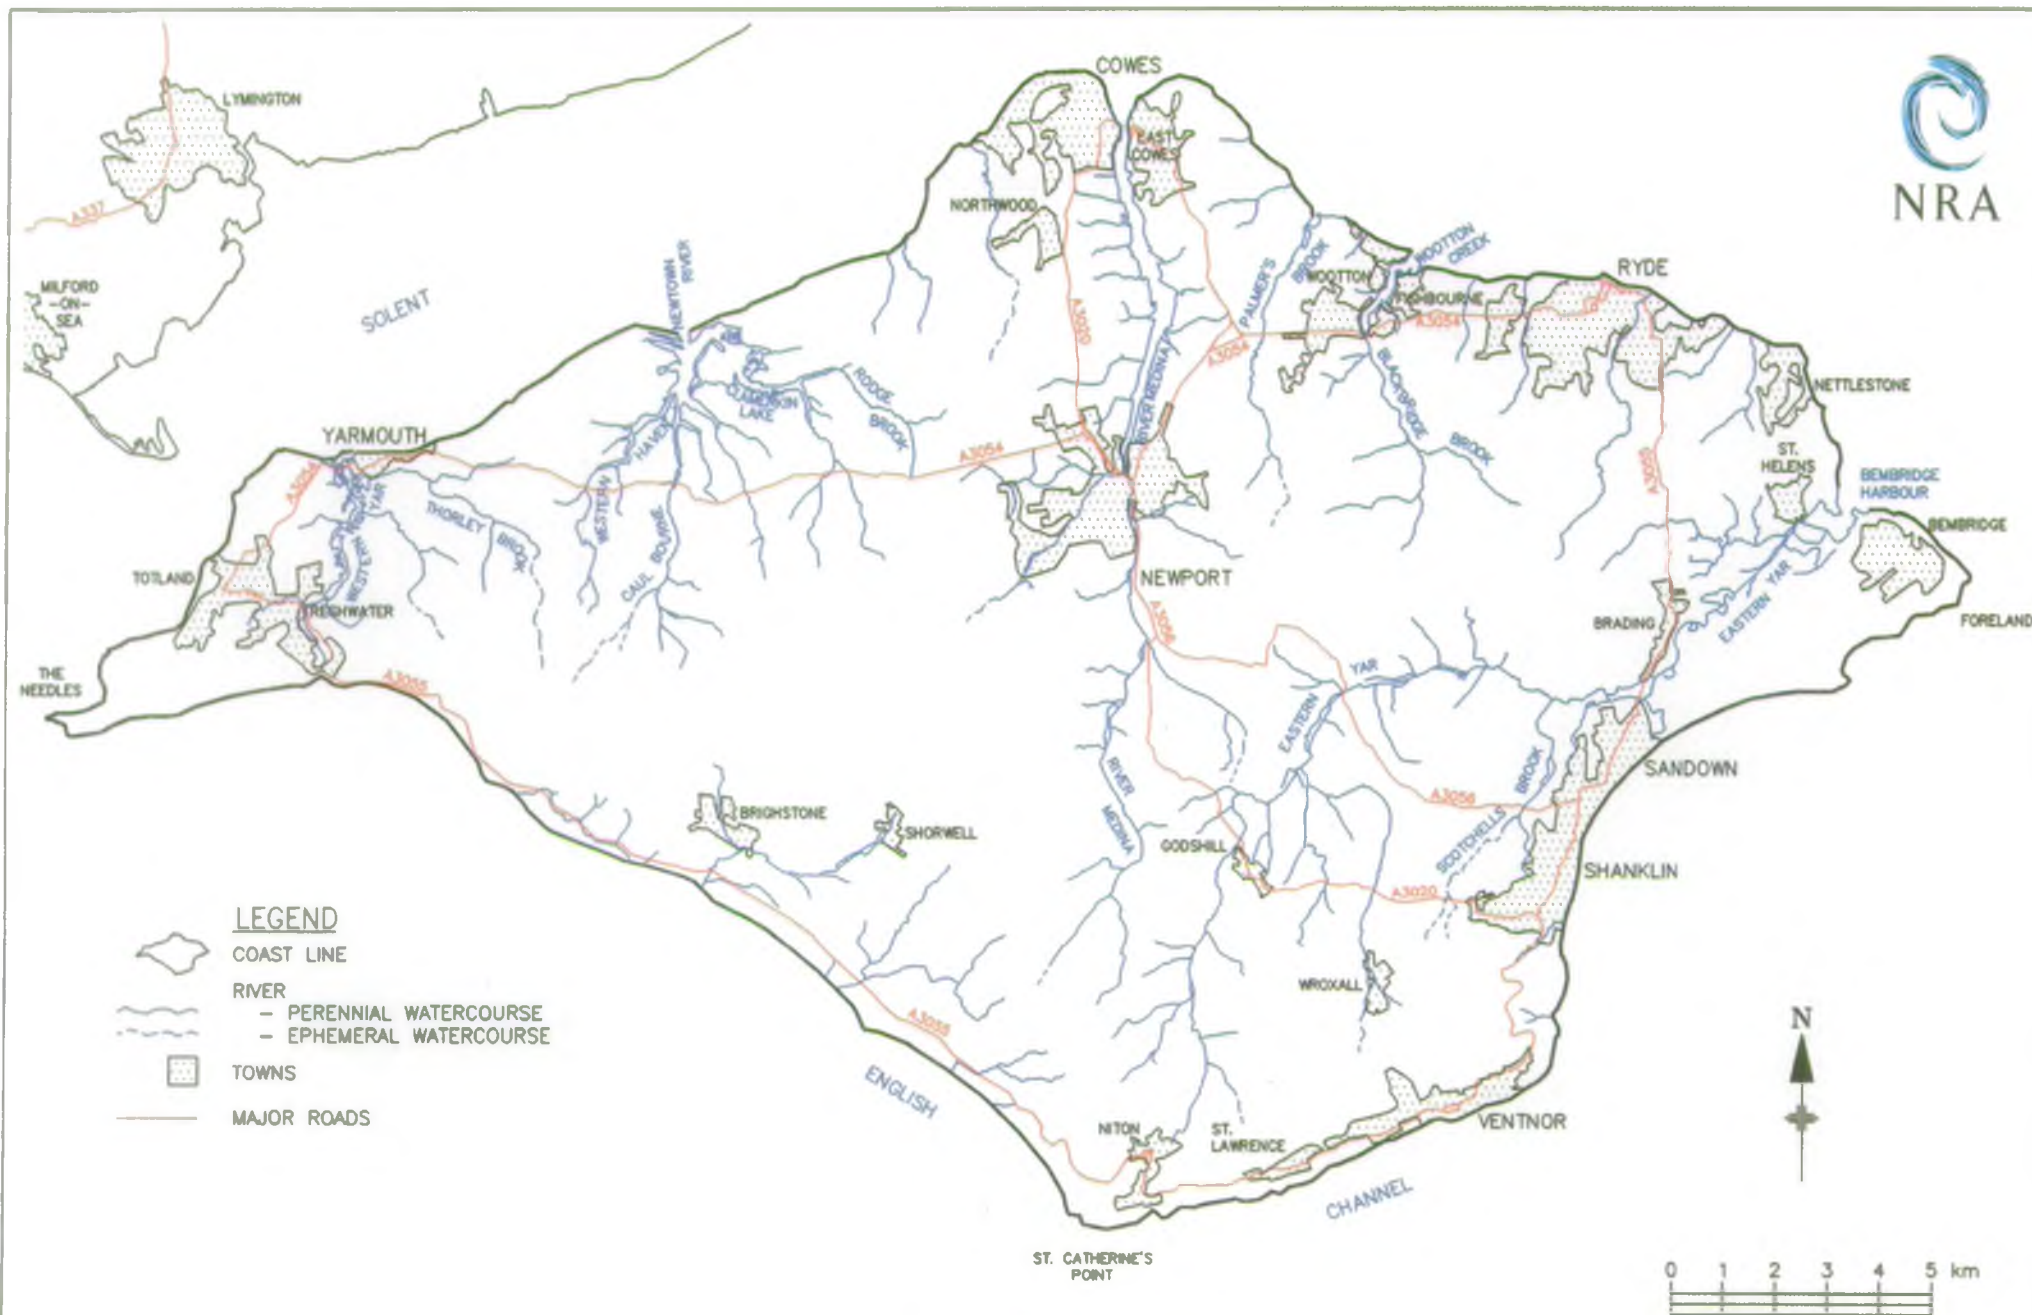 COWES
LYMINGTON
EAST
COWES
NRA
A337
NORTHWOOD
MILFORD
-ON-
SEA
SOLENT
NEWTOWN
RIVER
PALMER'S
BROOK
WOOTTON
CREEK
WOOTTON
FISHBOURNE
RYDE
A3020
A3054
A3054
RIVER MEDINA
BLACKBRIDGE
BROOK
NETTLESTONE
RODGE
BROOK
CLAMERKIN
LAKE
YARMOUTH
HAVEN
WESTERN
A3054
A3054
A3055
ST.
HELENS
BEMBRIDGE
HARBOUR
BEMBRIDGE
THORLEY
BROOK
YAR
WESTERN
CAUL BOURNE
TOTLAND
FRESHWATER
NEWPORT
EASTERN YAR
BRADING
FORELAND
THE
NEEDLES
A3055
A3056
YAR
EASTERN
RIVER
MEDINA
BROOK
SCOTCHELLS
SANDOWN
A3056
BRIGHSTONE
SHORWELL
GODSHILL
SHANKLIN
A3020
LEGEND
COAST LINE
RIVER
- PERENNIAL WATERCOURSE
- EPHEMERAL WATERCOURSE
TOWNS
MAJOR ROADS
WROXALL
A3055
ENGLISH
N
NITON
ST.
LAWRENCE
VENTNOR
CHANNEL
ST. CATHERINE'S
POINT
0 1 2 3 4 5 km